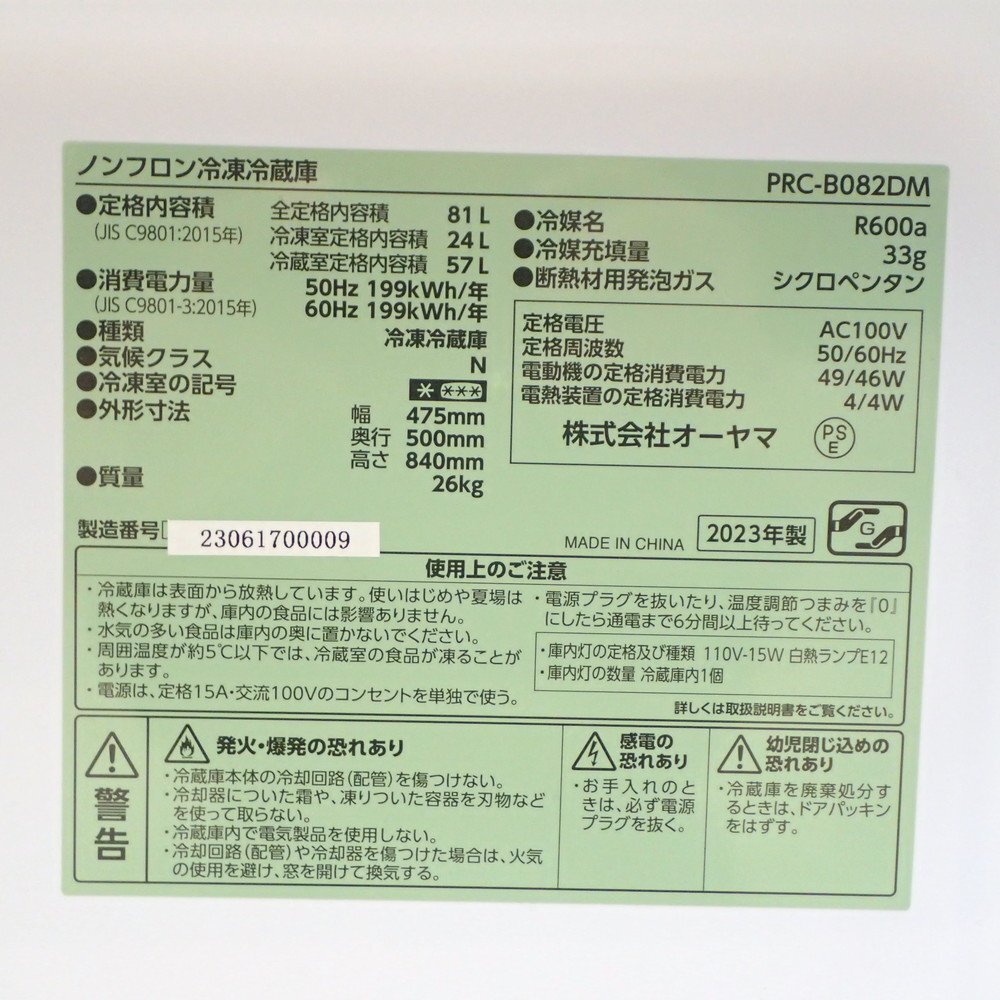 ノンフロン冷凍冷蔵庫
PRC-B082DM
●定格内容積 全定格内容積 81L
(JIS C9801:2015年) 冷凍室定格内容積 24L
冷蔵室定格内容積 57L
●消費電力量 50Hz 199kWh/年
(JIS C9801-3:2015年) 60Hz 199kWh/年
●種類 冷凍冷蔵庫
●気候クラス N
●冷凍室の記号 * ***
●外形寸法 幅 475mm
奥行 500mm
高さ 840mm
●質量 26kg
●冷媒名 R600a
●冷媒充填量 33g
●断熱材用発泡ガス シクロペンタン
定格電圧 AC100V
定格周波数 50/60Hz
電動機の定格消費電力 49/46W
電熱装置の定格消費電力 4/4W
株式会社オーヤマ PSE
製造番号 23061700009
MADE IN CHINA 2023年製 G
使用上のご注意
・冷蔵庫は表面から放熱しています。使いはじめや夏場は
熱くなりますが、庫内の食品には影響ありません。
・水気の多い食品は庫内の奥に置かないでください。
・周囲温度が約5℃以下では、冷蔵室の食品が凍ることが
あります。
・電源は、定格15A・交流100Vのコンセントを単独で使う。
・電源プラグを抜いたり、温度調節つまみを『0』
にしたら通電まで6分間以上待ってください。
・庫内灯の定格及び種類 110V-15W 白熱ランプE12
・庫内灯の数量 冷蔵庫内1個
詳しくは取扱説明書をご覧ください。
警告
発火・爆発の恐れあり
・冷蔵庫本体の冷却回路(配管)を傷つけない。
・冷却器についた霜や、凍りついた容器を刃物など
を使って取らない。
・冷蔵庫内で電気製品を使用しない。
・冷却回路(配管)や冷却器を傷つけた場合は、火気
の使用を避け、窓を開けて換気する。
感電の
恐れあり
・お手入れのと
きは、必ず電源
プラグを抜く。
幼児閉じ込めの
恐れあり
・冷蔵庫を廃棄処分す
るときは、ドアパッキン
をはずす。